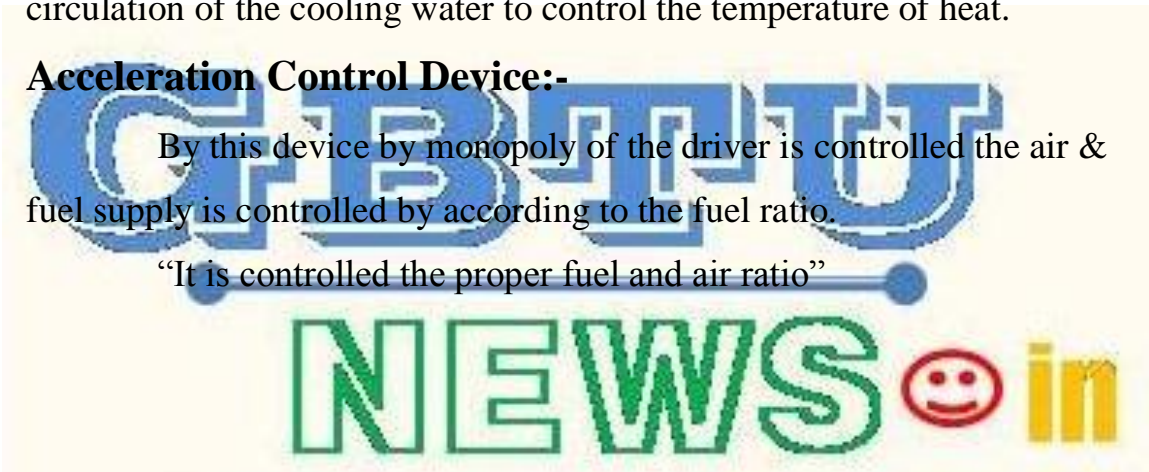 circulation of the cooling water to control the temperature of heat.
Acceleration Control Device:-
By this device by monopoly of the driver is controlled the air &
fuel supply is controlled by according to the fuel ratio.
“It is controlled the proper fuel and air ratio”
GBTU
NEWS in